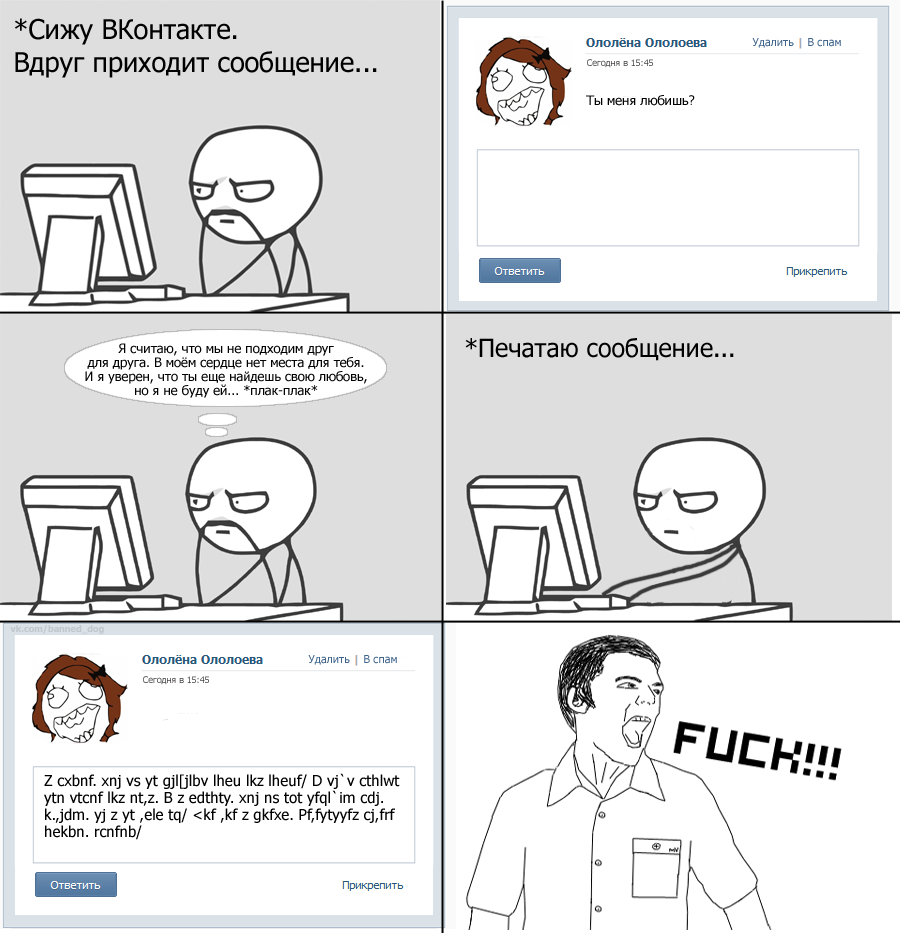 *Сижу ВКонтакте.
Вдруг приходит сообщение...
Ололёна Ололоева
Удалить | В спам
Сегодня в 15:45
Ты меня любишь?
Ответить
Прикрепить
Я считаю, что мы не подходим друг
для друга. В моём сердце нет места для тебя.
И я уверен, что ты еще найдешь свою любовь,
но я не буду ей... *плак-плак*
*Печатаю сообщение...
vk.com/banned_dog
Ололёна Ололоева
Удалить | В спам
Сегодня в 15:45
Z cxbnf. xnj vs yt gjl[jlbv lheu lkz lheuf/ D vj`v cthlwt
ytn vtcnf lkz nt,z. B z edthty. xnj ns tot yfql`im cdj.
k.,jdm. yj z yt ,ele tq/ <kf ,kf z gkfxe. Pf,fytyyfz cj,frf
hekbn. rcnfnb/
Ответить
Прикрепить
FUCK!!!